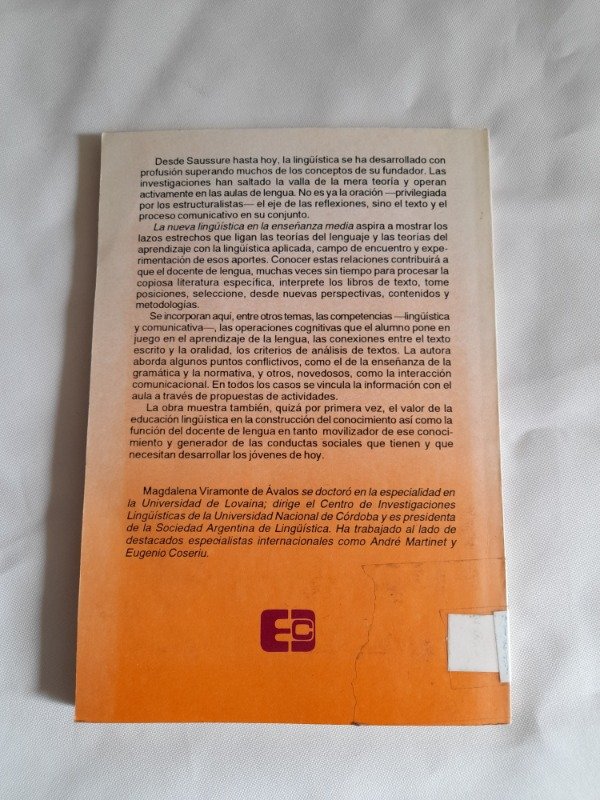 Desde Saussure hasta hoy, la lingüística se ha desarrollado con
profusión superando muchos de los conceptos de su fundador. Las
investigaciones han saltado la valla de la mera teoría y operan
activamente en las aulas de lengua. No es ya la oración —privilegiada
por los estructuralistas— el eje de las reflexiones, sino el texto y el
proceso comunicativo en su conjunto.
La nueva lingüística en la enseñanza media aspira a mostrar los
lazos estrechos que ligan las teorías del lenguaje y las teorías del
aprendizaje con la lingüística aplicada, campo de encuentro y expe-
rimentación de esos aportes. Conocer estas relaciones contribuirá a
que el docente de lengua, muchas veces sin tiempo para procesar la
copiosa literatura específica, interprete los libros de texto, tome
posiciones, seleccione, desde nuevas perspectivas, contenidos y
metodologías.
Se incorporan aquí, entre otros temas, las competencias —lingüística
y comunicativa—, las operaciones cognitivas que el alumno pone en
juego en el aprendizaje de la lengua, las conexiones entre el texto
escrito y la oralidad, los criterios de análisis de textos. La autora
aborda algunos puntos conflictivos, como el de la enseñanza de la
gramática y la normativa, y otros, novedosos, como la interacción
comunicacional. En todos los casos se vincula la información con el
aula a través de propuestas de actividades.
La obra muestra también, quizá por primera vez, el valor de la
educación lingüística en la construcción del conocimiento así como la
función del docente de lengua en tanto movilizador de ese conoci-
miento y generador de las conductas sociales que tienen y que
necesitan desarrollar los jóvenes de hoy.
Magdalena Viramonte de Ávalos se doctoró en la especialidad en
la Universidad de Lovaina; dirige el Centro de Investigaciones
Lingüísticas de la Universidad Nacional de Córdoba y es presidenta
de la Sociedad Argentina de Lingüística. Ha trabajado al lado de
destacados especialistas internacionales como André Martinet y
Eugenio Coseriu.
EC